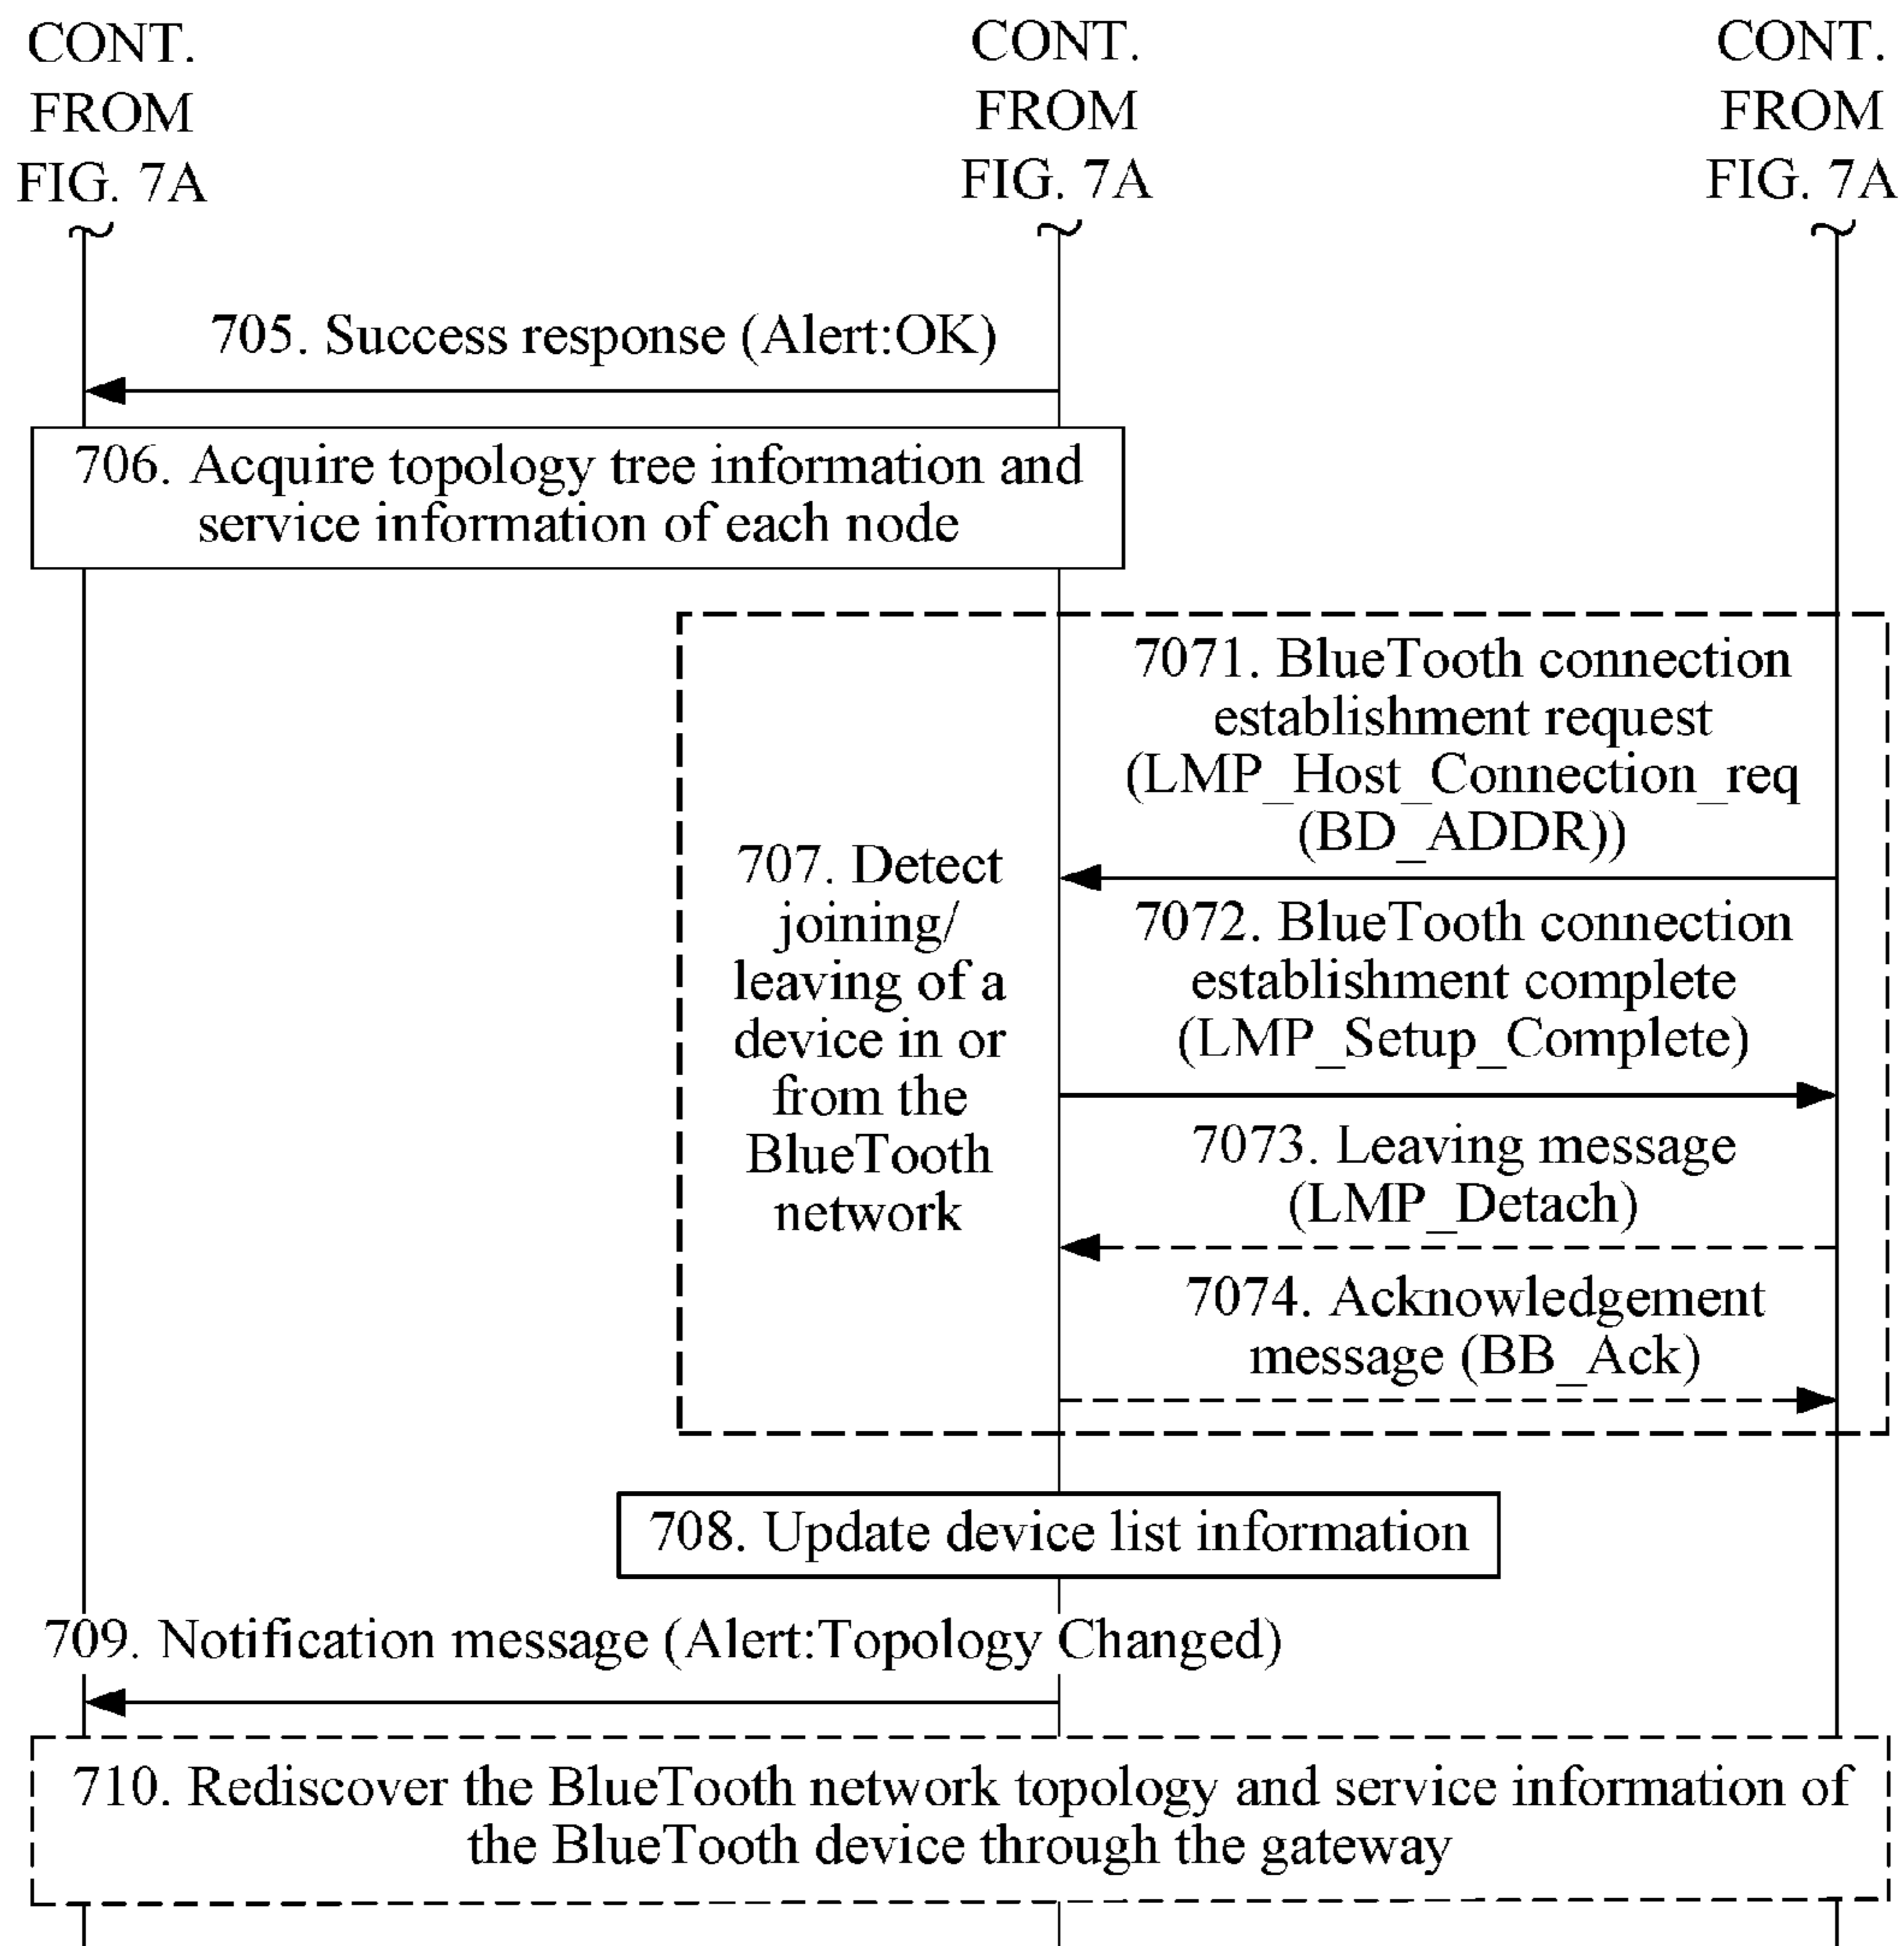 CONT.
FROM
FIG. 7A
CONT.
FROM
FIG. 7A
CONT.
FROM
FIG. 7A
705. Success response (Alert:OK)
706. Acquire topology tree information and
service information of each node
707. Detect
joining/
leaving of a
device in or
from the
BlueTooth
network
7071. BlueTooth connection
establishment request
(LMP_Host_Connection_req
(BD_ADDR))
7072. BlueTooth connection
establishment complete
(LMP_Setup_Complete)
7073. Leaving message
(LMP_Detach)
7074. Acknowledgement
message (BB_Ack)
708. Update device list information
709. Notification message (Alert:Topology Changed)
710. Rediscover the BlueTooth network topology and service information of
the BlueTooth device through the gateway